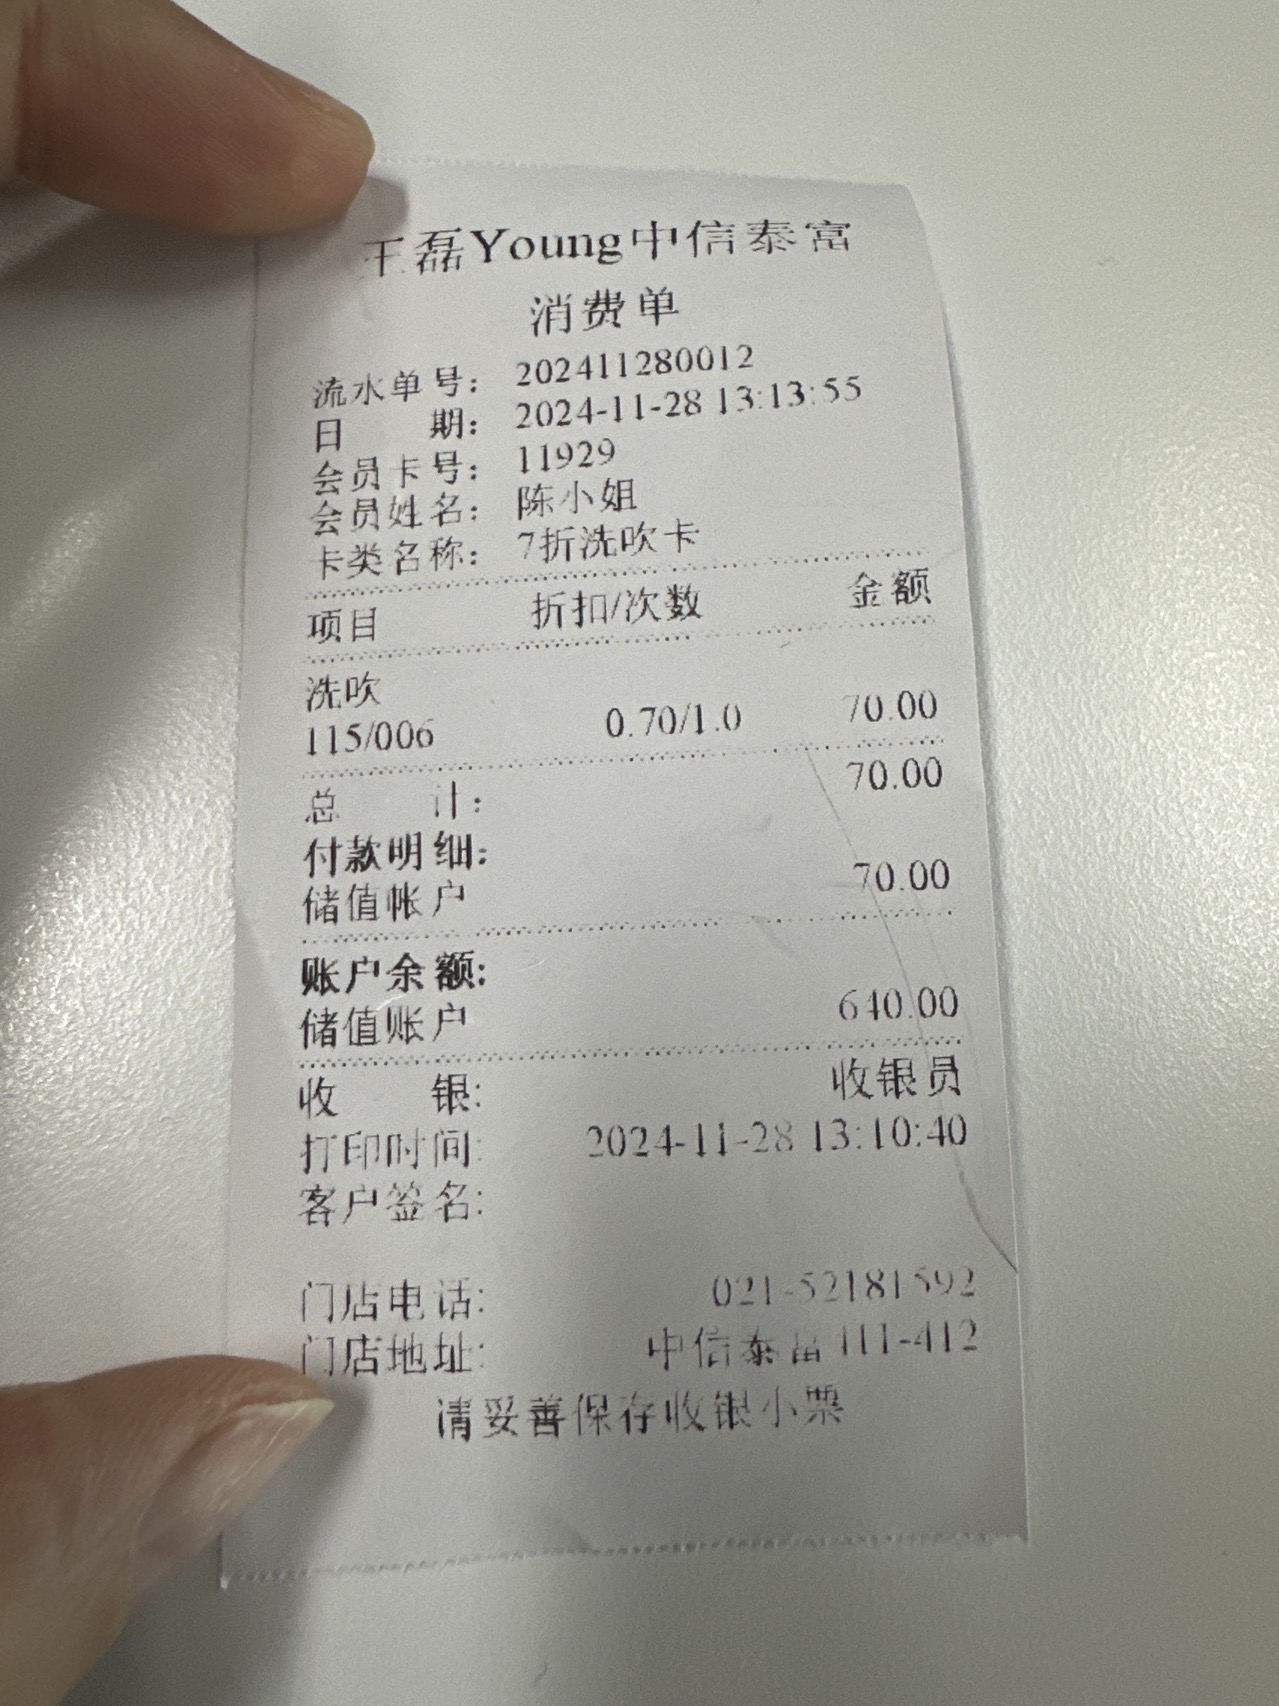 王磊Young中信泰富
消费单
流水单号: 202411280012
日期: 2024-11-28 13:13:55
会员卡号: 11929
会员姓名: 陈小姐
卡类名称: 7折洗吹卡
项目 折扣/次数 金额
洗吹
115/006 0.70/1.0 70.00
总计: 70.00
付款明细:
储值帐户 70.00
账户余额:
储值账户 640.00
收银: 收银员
打印时间: 2024-11-28 13:10:40
客户签名:
门店电话: 021-52181592
门店地址: 中信泰富111-412
请妥善保存收银小票